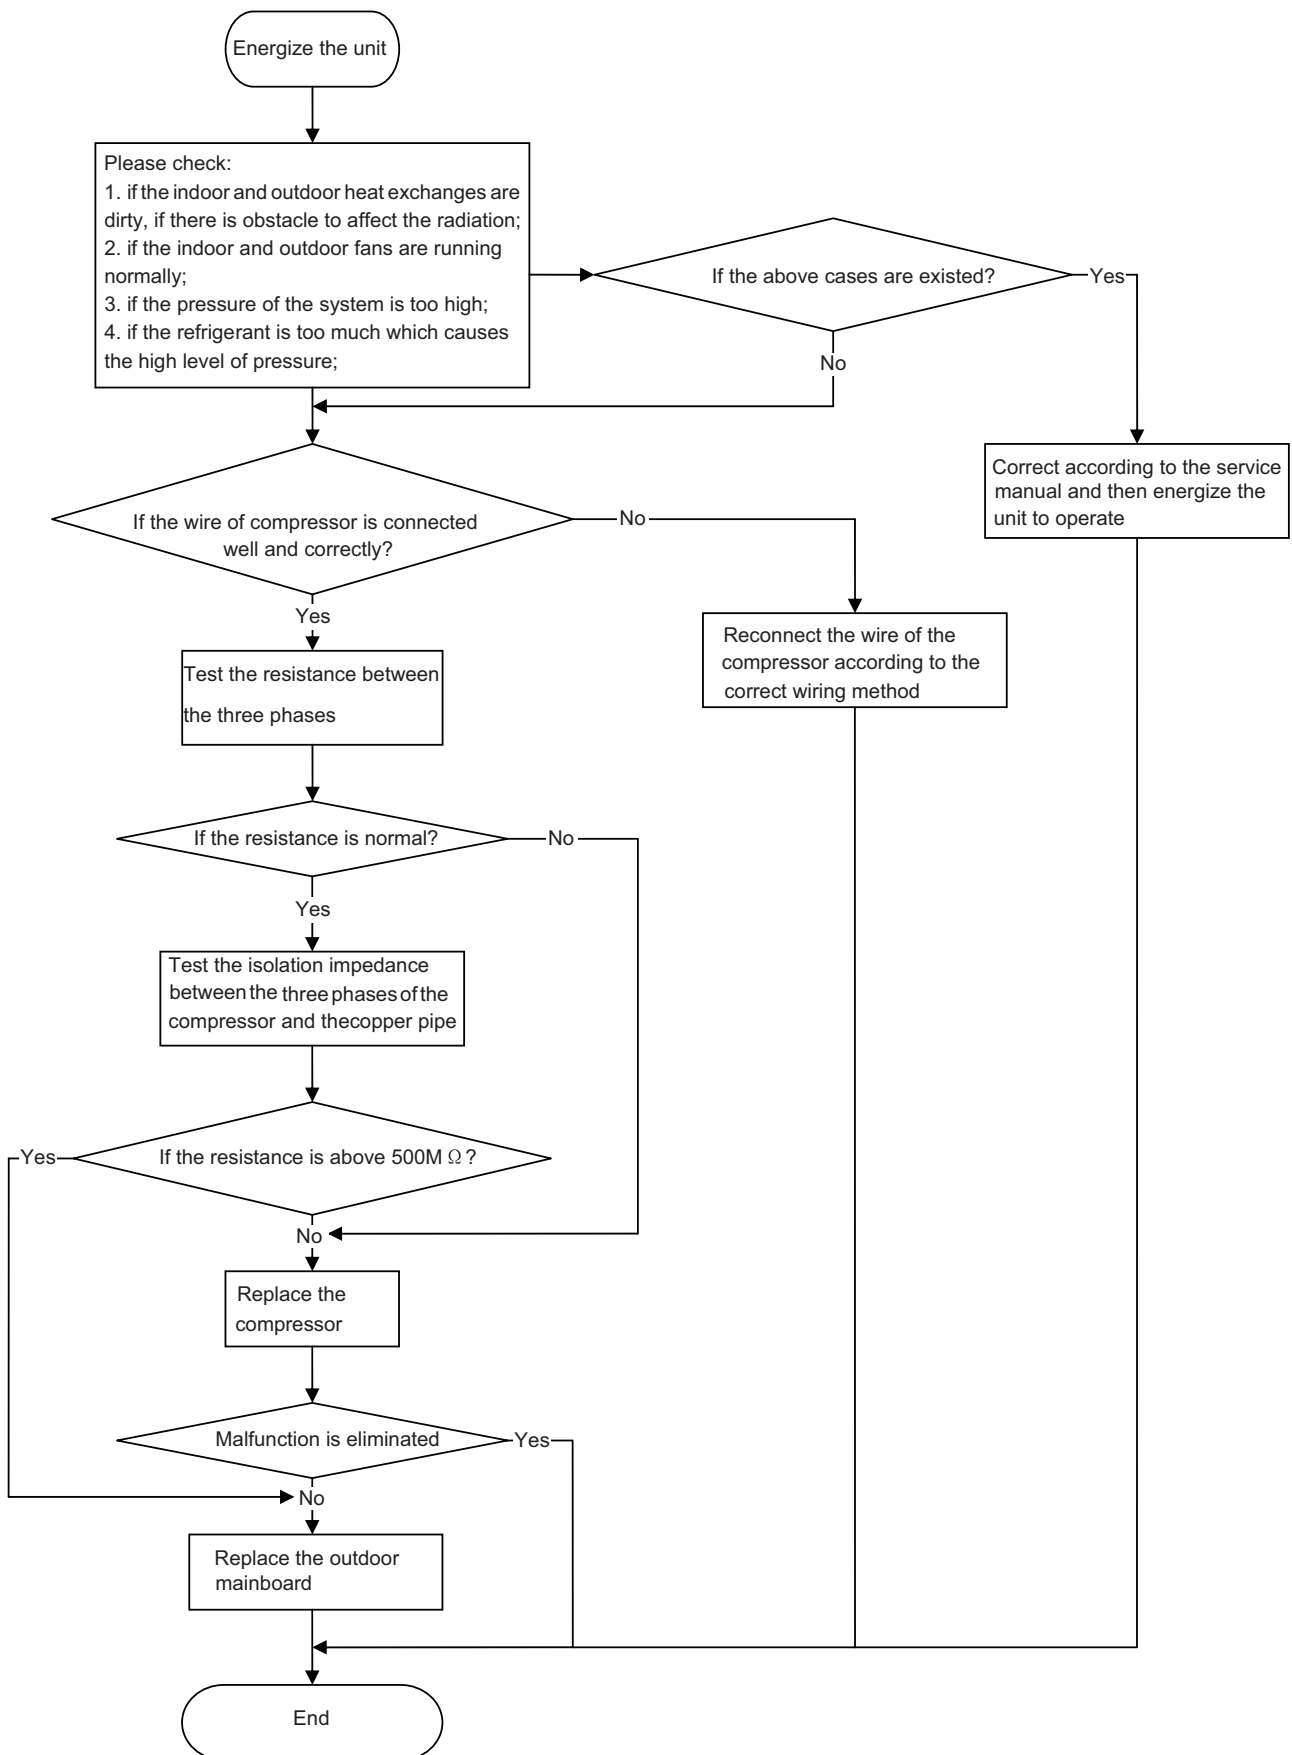 Energize the unit
Please check:
1. if the indoor and outdoor heat exchanges are
dirty, if there is obstacle to affect the radiation;
2. if the indoor and outdoor fans are running
normally;
3. if the pressure of the system is too high;
4. if the refrigerant is too much which causes
the high level of pressure;
If the above cases are existed?
Yes
No
Correct according to the service
manual and then energize the
unit to operate
If the wire of compressor is connected
well and correctly?
No
Yes
Reconnect the wire of the
compressor according to the
correct wiring method
Test the resistance between
the three phases
If the resistance is normal?
No
Yes
Test the isolation impedance
between the three phases of the
compressor and thecopper pipe
If the resistance is above 500M Ω ?
Yes
No
Replace the
compressor
Malfunction is eliminated
Yes
No
Replace the outdoor
mainboard
End